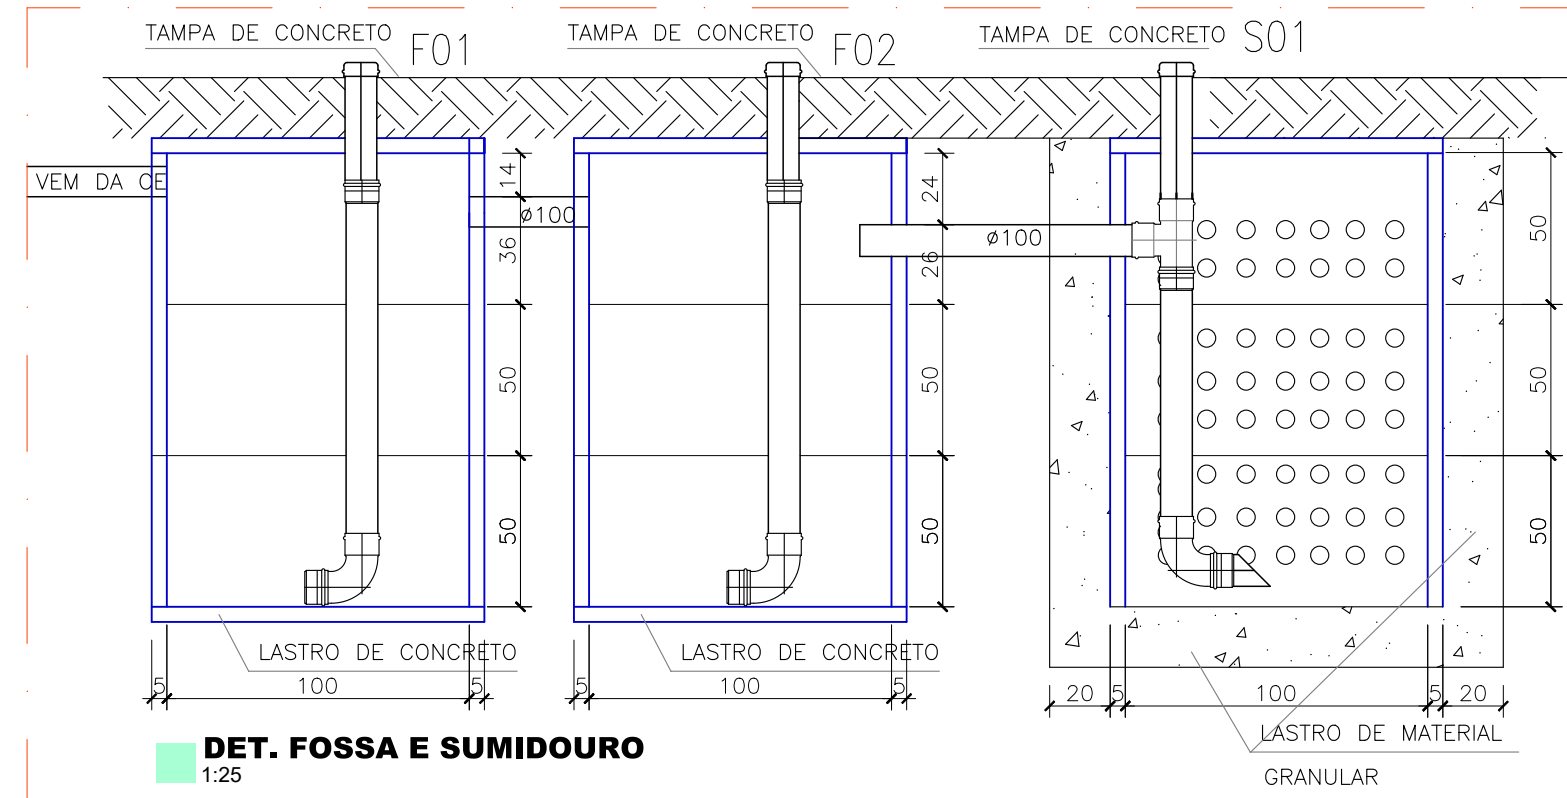 TAMPA DE CONCRETO
F01
TAMPA DE CONCRETO
F02
TAMPA DE CONCRETO
S01
VEM DA CE
14
36
50
50
Ø100
24
26
50
50
Ø100
50
50
50
LASTRO DE CONCRETO
LASTRO DE CONCRETO
5
100
5
5
100
5
20
5
100
5
20
LASTRO DE MATERIAL
GRANULAR
DET. FOSSA E SUMIDOURO
1:25